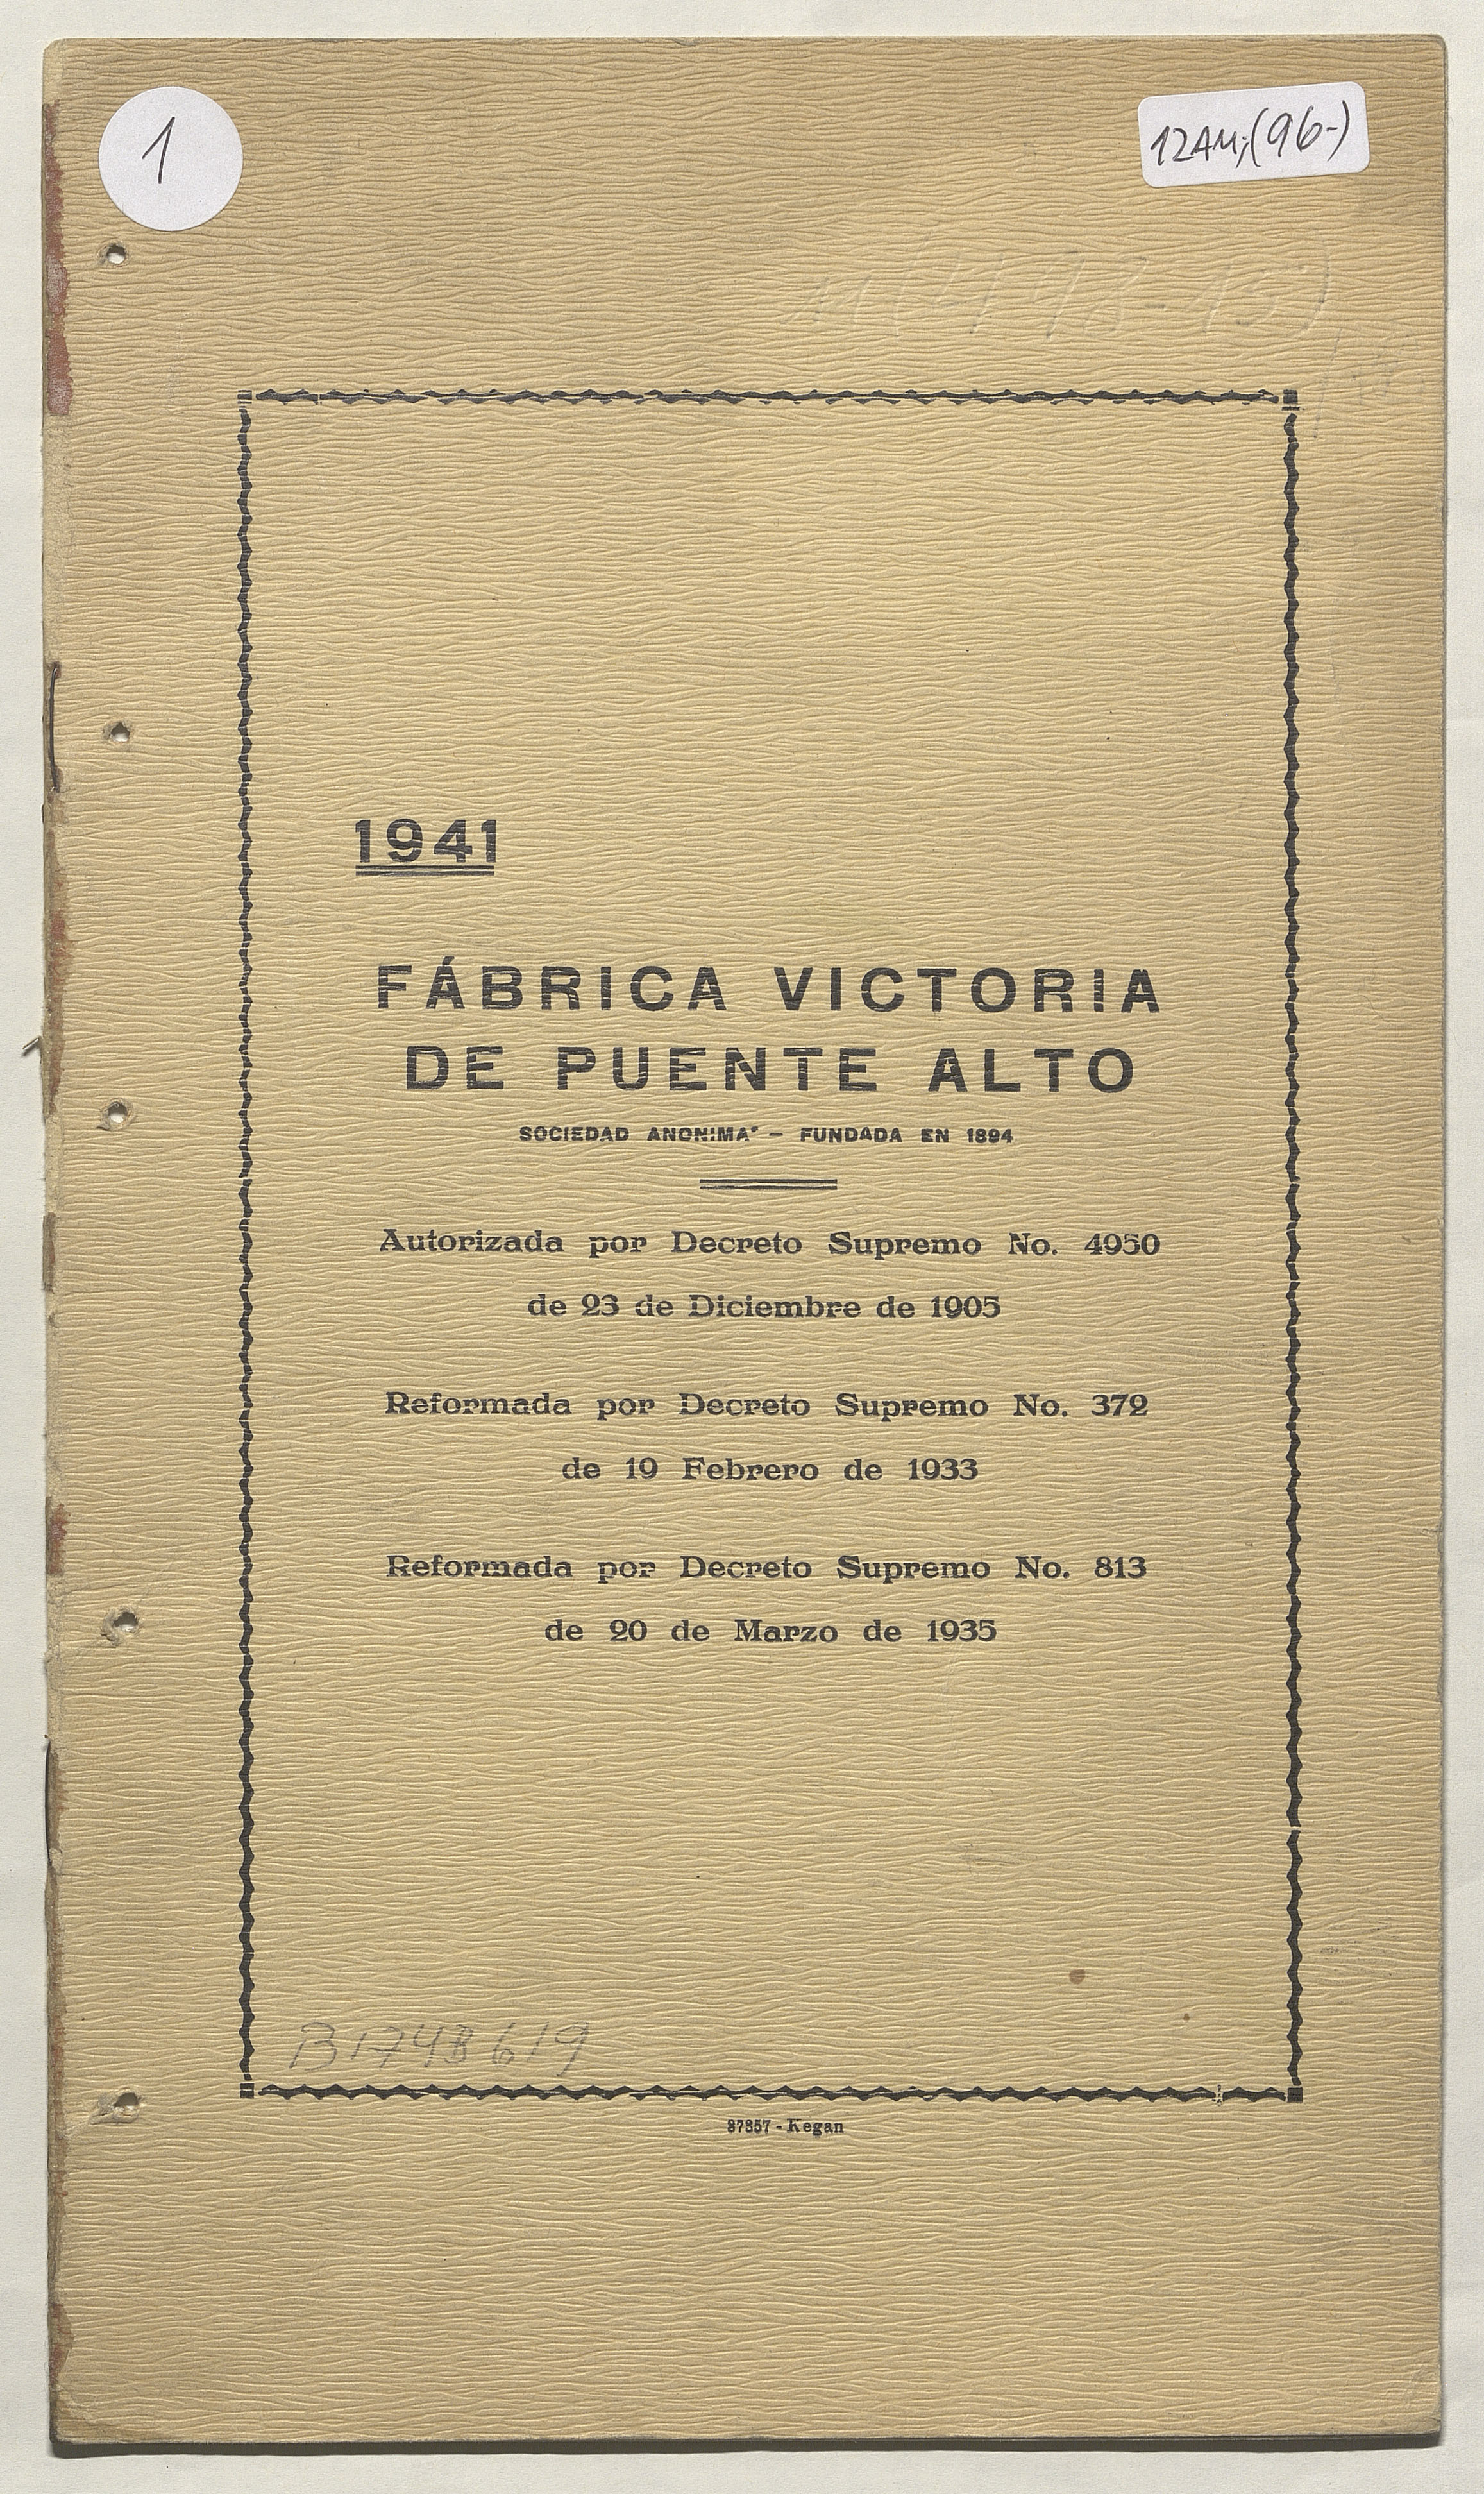 1
12AM;(96-)
1941
FÁBRICA VICTORIA
DE PUENTE ALTO
SOCIEDAD ANONIMA – FUNDADA EN 1894
Autorizada por Decreto Supremo No. 4950
de 23 de Diciembre de 1905
Reformada por Decreto Supremo No. 372
de 19 Febrero de 1933
Reformada por Decreto Supremo No. 813
de 20 de Marzo de 1935
B1743619
87857 - Kegan